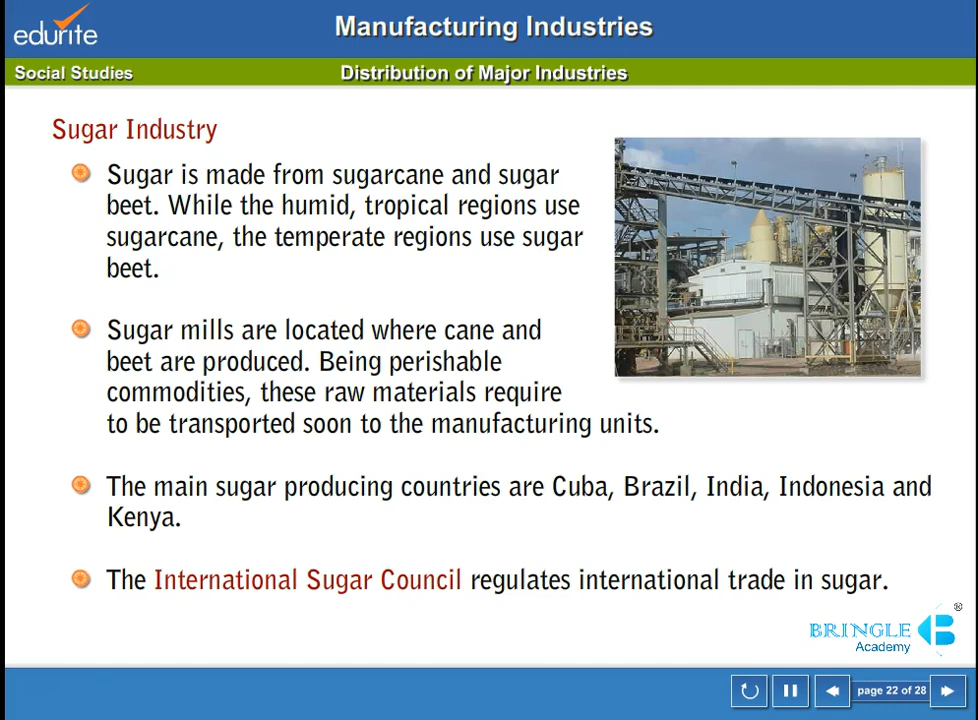 edurite
Manufacturing Industries
Social Studies
Distribution of Major Industries
Sugar Industry
Sugar is made from sugarcane and sugar
beet. While the humid, tropical regions use
sugarcane, the temperate regions use sugar
beet.
Sugar mills are located where cane and
beet are produced. Being perishable
commodities, these raw materials require
to be transported soon to the manufacturing units.
The main sugar producing countries are Cuba, Brazil, India, Indonesia and
Kenya.
The International Sugar Council regulates international trade in sugar.
®
BRINGLE
Academy
page 22 of 28